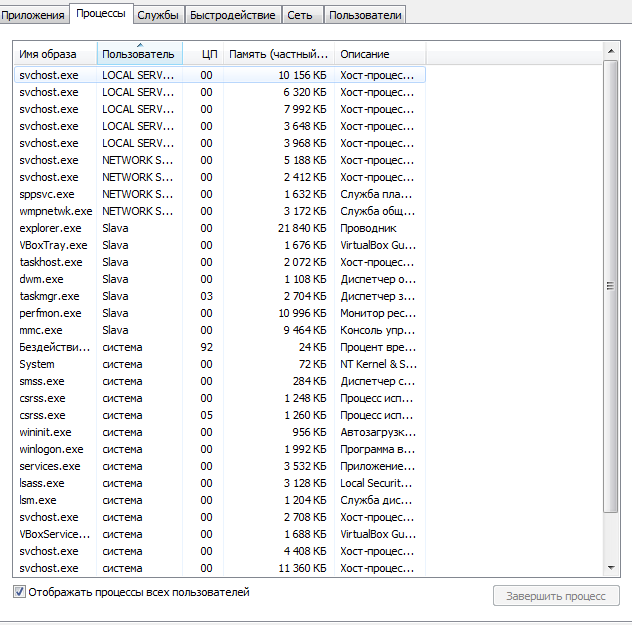 Приложения Процессы Службы Быстродействие Сеть Пользователи
Имя образа Пользователь ЦП Память (частный... Описание
svchost.exe LOCAL SERV... 00 10 156 КБ Хост-процес...
svchost.exe LOCAL SERV... 00 6 320 КБ Хост-процес...
svchost.exe LOCAL SERV... 00 7 992 КБ Хост-процес...
svchost.exe LOCAL SERV... 00 3 648 КБ Хост-процес...
svchost.exe LOCAL SERV... 00 3 968 КБ Хост-процес...
svchost.exe NETWORK S... 00 5 188 КБ Хост-процес...
svchost.exe NETWORK S... 00 2 412 КБ Хост-процес...
sppsvc.exe NETWORK S... 00 1 632 КБ Служба пла...
wmpnetwk.exe NETWORK S... 00 3 172 КБ Служба общ...
explorer.exe Slava 00 21 840 КБ Проводник
VBoxTray.exe Slava 00 1 676 КБ VirtualBox Gu...
taskhost.exe Slava 00 2 072 КБ Хост-процес...
dwm.exe Slava 00 1 108 КБ Диспетчер о...
taskmgr.exe Slava 03 2 704 КБ Диспетчер з...
perfmon.exe Slava 00 10 996 КБ Монитор рес...
mmc.exe Slava 00 9 464 КБ Консоль упр...
Бездействи... система 92 24 КБ Процент вре...
System система 00 72 КБ NT Kernel & S...
smss.exe система 00 284 КБ Диспетчер с...
csrss.exe система 00 1 248 КБ Процесс исп...
csrss.exe система 05 1 260 КБ Процесс исп...
wininit.exe система 00 956 КБ Автозагрузк...
winlogon.exe система 00 1 992 КБ Программа в...
services.exe система 00 3 532 КБ Приложение...
lsass.exe система 00 3 128 КБ Local Securit...
lsm.exe система 00 1 204 КБ Служба дис...
svchost.exe система 00 2 708 КБ Хост-процес...
VBoxService... система 00 1 688 КБ VirtualBox Gu...
svchost.exe система 00 4 408 КБ Хост-процес...
svchost.exe система 00 11 360 КБ Хост-процес...
Отображать процессы всех пользователей
Завершить процесс